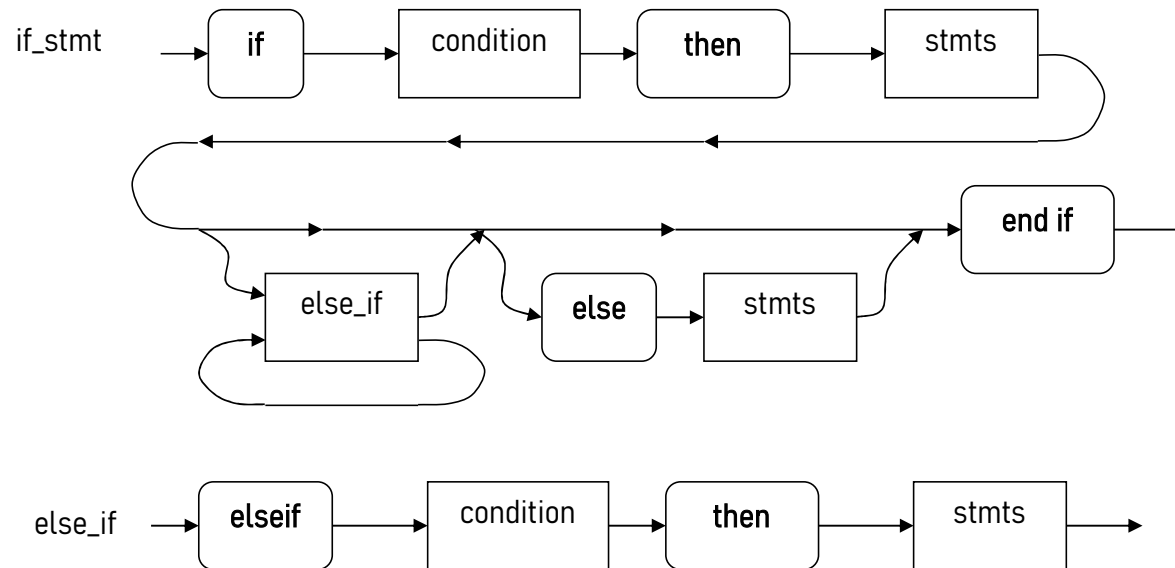 if_stmt if condition then stmts
end if
else_if else stmts
else_if elseif condition then stmts